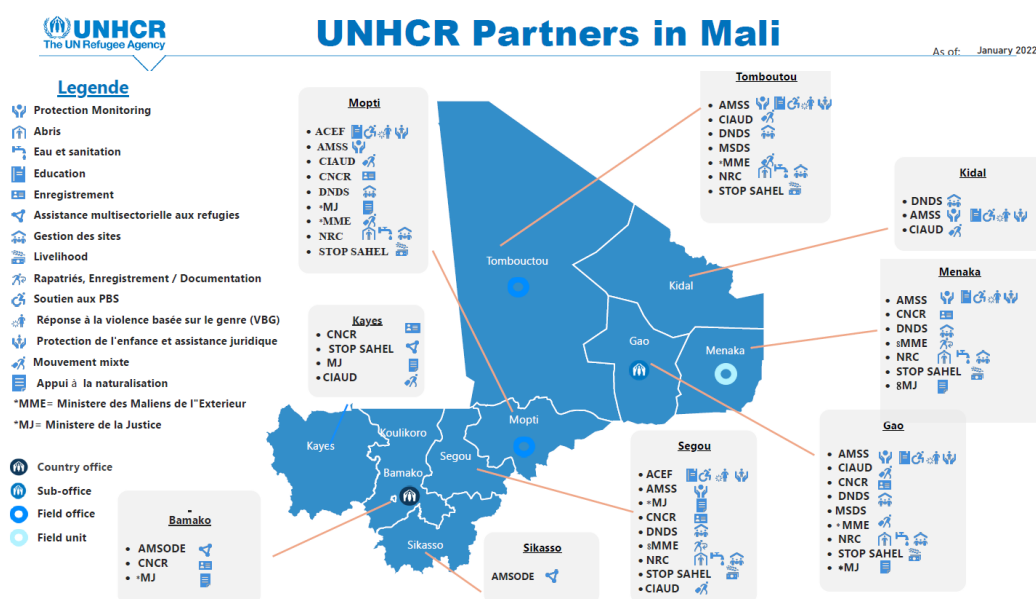 UNHCR
The UN Refugee Agency
UNHCR Partners in Mali
As of: January 2022
Legende
Protection Monitoring
Abris
Eau et sanitation
Education
Enregistrement
Assistance multisectorielle aux refugies
Gestion des sites
Livelihood
Rapatriés, Enregistrement / Documentation
Soutien aux PBS
Réponse à la violence basée sur le genre (VBG)
Protection de l'enfance et assistance juridique
Mouvement mixte
Appui à la naturalisation
*MME= Ministere des Maliens de l"Exterieur
*MJ= Ministere de la Justice
Country office
Sub-office
Field office
Field unit
Mopti
• ACEF
• AMSS
• CIAUD
• CNCR
• DNDS
• *MJ
• *MME
• NRC
• STOP SAHEL
Kayes
• CNCR
• STOP SAHEL
• MJ
• CIAUD
Bamako
• AMSODE
• CNCR
• *MJ
Sikasso
AMSODE
Segou
• ACEF
• AMSS
• *MJ
• CNCR
• DNDS
• 8MME
• NRC
• STOP SAHEL
• CIAUD
Tomboutou
• AMSS
• CIAUD
• DNDS
• MSDS
• *MME
• NRC
• STOP SAHEL
Kidal
• DNDS
• AMSS
• CIAUD
Menaka
• AMSS
• CNCR
• DNDS
• 8MME
• NRC
• STOP SAHEL
• 8MJ
Gao
• AMSS
• CIAUD
• CNCR
• DNDS
• MSDS
• *MME
• NRC
• STOP SAHEL
• *MJ
Tombouctou
Kidal
Gao
Menaka
Mopti
Kayes
Koulikoro
Segou
Bamako
Sikasso